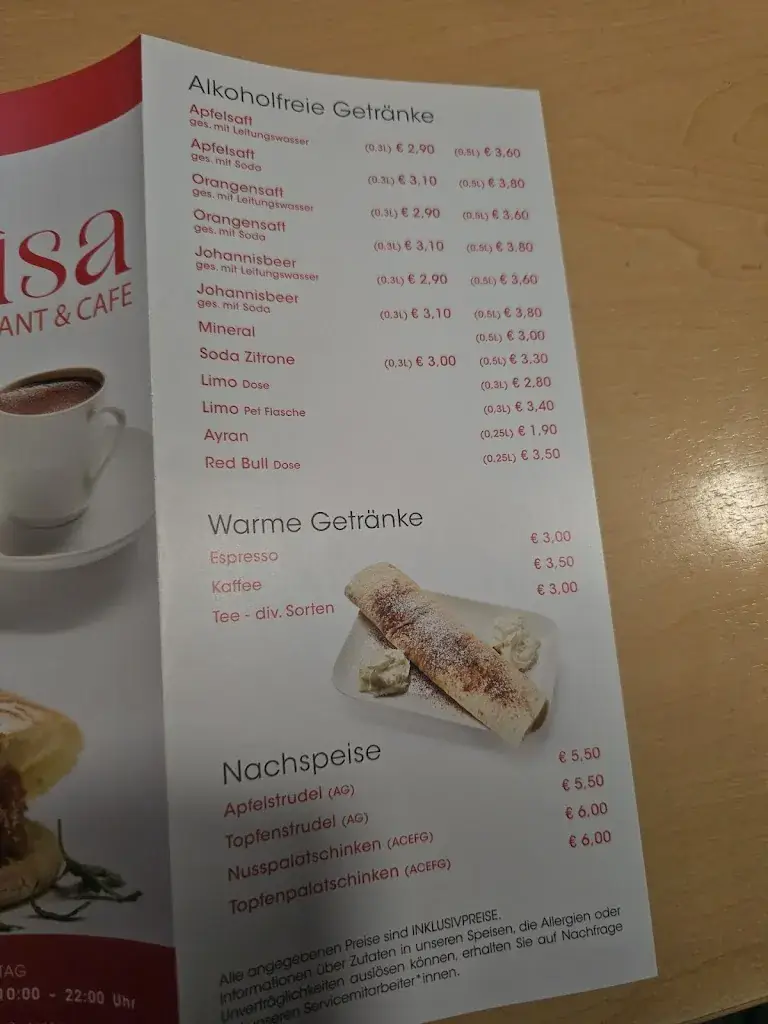 isa
ANT & CAFE
TAG
10:00 - 22:00 Uhr
Alkoholfreie Getränke
Apfelsaft
ges. mit Leitungswasser (0,3L) € 2,90 (0,5L) € 3,60
Apfelsaft
ges. mit Soda (0,3L) € 3,10 (0,5L) € 3,80
Orangensaft
ges. mit Leitungswasser (0,3L) € 2,90 (0,5L) € 3,60
Orangensaft
ges. mit Soda (0,3L) € 3,10 (0,5L) € 3,80
Johannisbeer
ges. mit Leitungswasser (0,3L) € 2,90 (0,5L) € 3,60
Johannisbeer
ges. mit Soda (0,3L) € 3,10 (0,5L) € 3,80
Mineral (0,5L) € 3,00
Soda Zitrone (0,3L) € 3,00 (0,5L) € 3,30
Limo Dose (0,3L) € 2,80
Limo Pet Flasche (0,3L) € 3,40
Ayran (0,25L) € 1,90
Red Bull Dose (0,25L) € 3,50
Warme Getränke
Espresso € 3,00
Kaffee € 3,50
Tee - div. Sorten € 3,00
Nachspeise
Apfelstrudel (AG) € 5,50
Topfenstrudel (AG) € 5,50
Nusspalatschinken (ACEFG) € 6,00
Topfenpalatschinken (ACEFG) € 6,00
Alle angegebenen Preise sind INKLUSIVPREISE.
Informationen über Zutaten in unseren Speisen, die Allergien oder
Unverträglichkeiten auslösen können, erhalten Sie auf Nachfrage
unseren Servicemitarbeiter*innen.